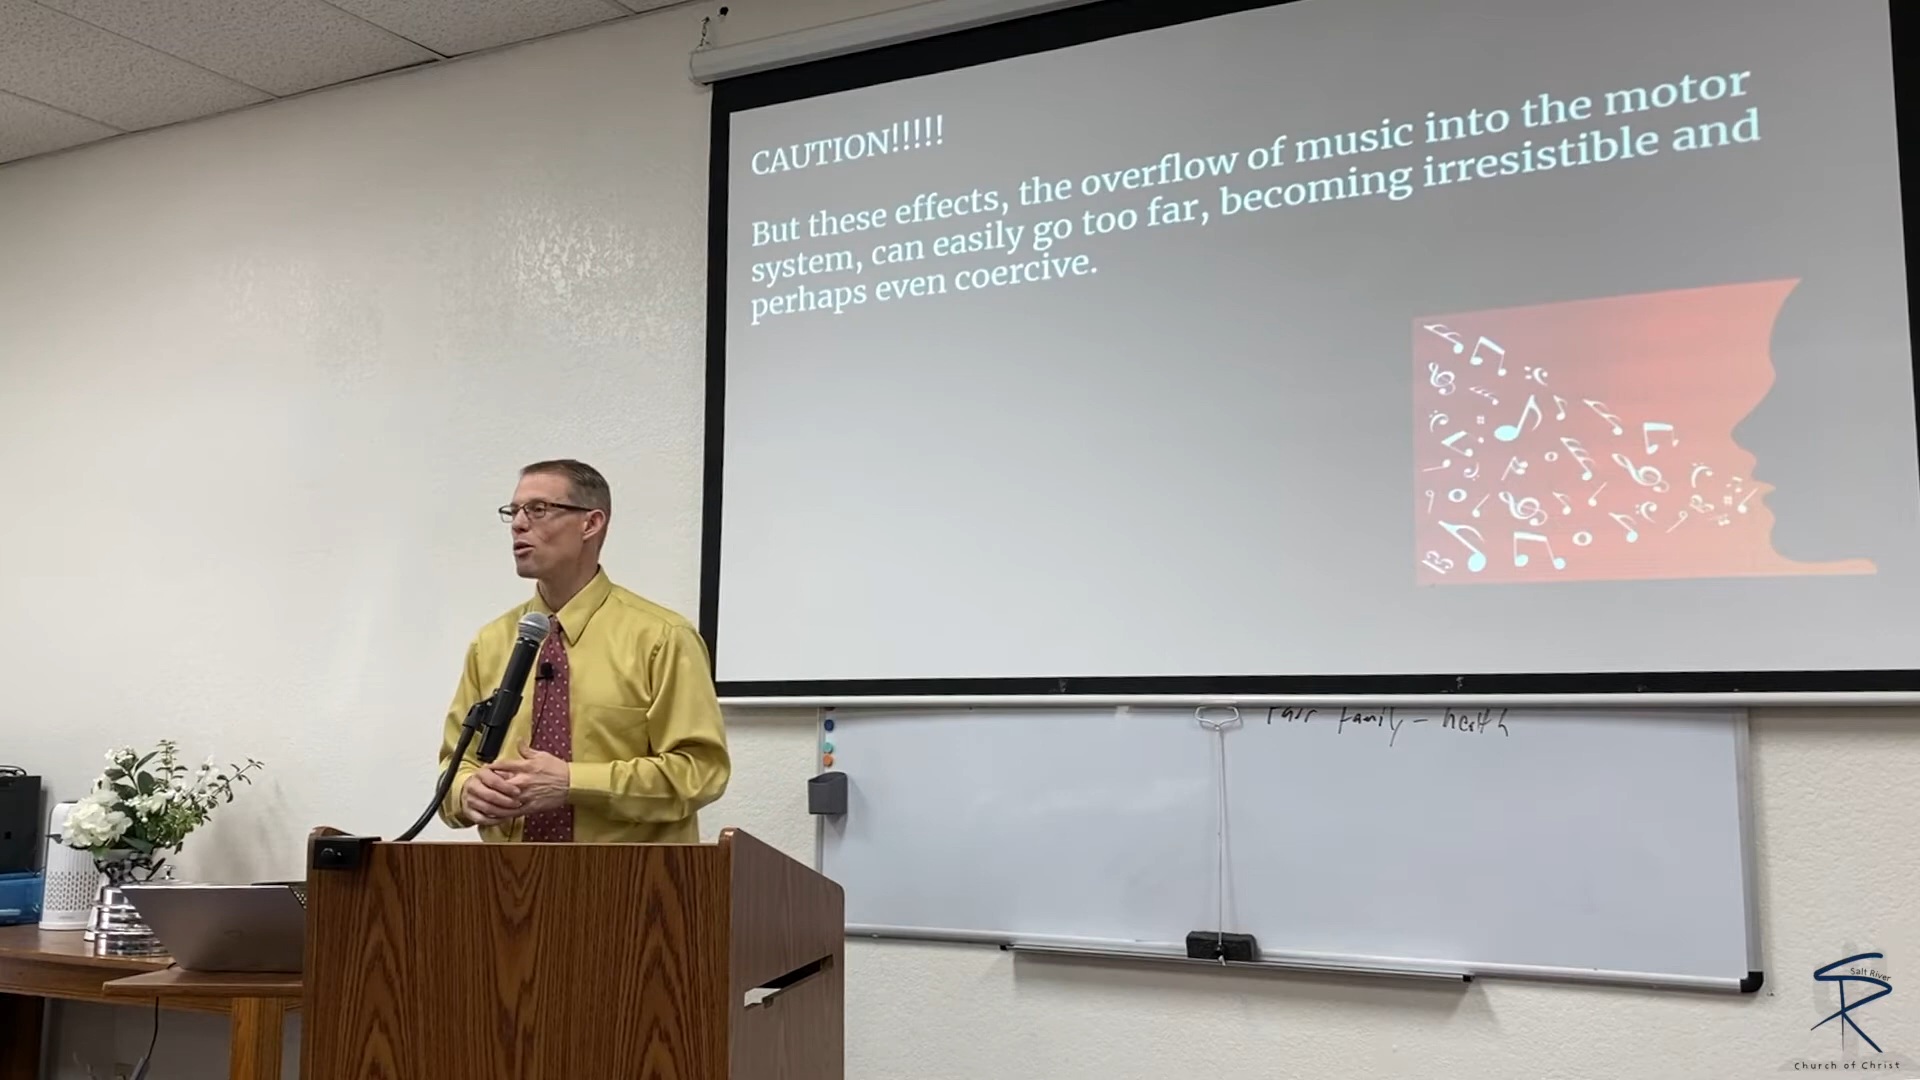 CAUTION!!!!!
But these effects, the overflow of music into the motor
system, can easily go too far, becoming irresistible and
perhaps even coercive.
family -
Salt River
Church of Christ